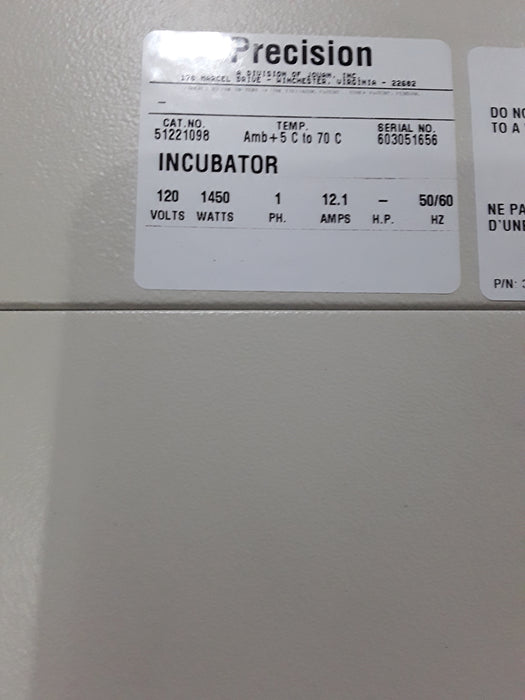 Precision
A DIVISION OF JOUAN, INC.
170 MARCEL DRIVE - WINCHESTER, VIRGINIA - 22602
–
CAT.NO. TEMP. SERIAL NO.
51221098 Amb+5 C to 70 C 603051656
INCUBATOR
120 1450 1 12.1 – 50/60
VOLTS WATTS PH. AMPS H.P. HZ
DO NO
TO A
NE PA
D'UNE
P/N: